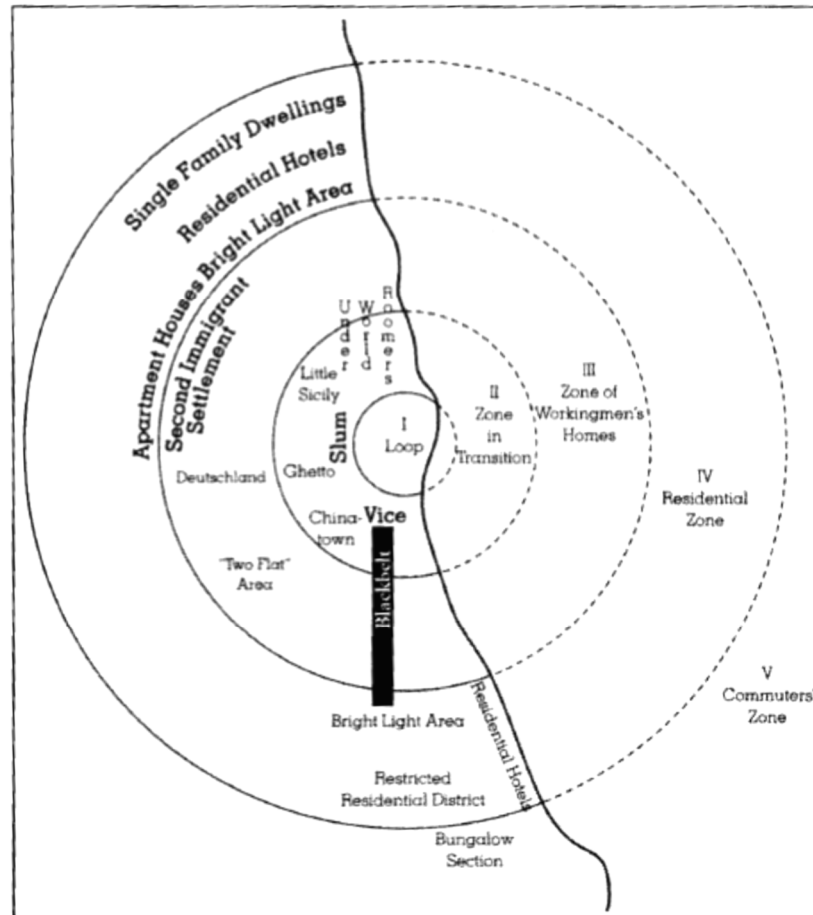 Single Family Dwellings
Residential Hotels
Bright Light Area
Apartment Houses
Second Immigrant
Settlement
Under
World
Roomers
Little
Sicily
Slum
Ghetto
Deutschland
I
Loop
II
Zone
in
Transition
III
Zone of
Workingmen's
Homes
IV
Residential
Zone
V
Commuters'
Zone
China-
town
Vice
Blackbelt
"Two Flat"
Area
Bright Light Area
Residential Hotels
Restricted
Residential District
Bungalow
Section